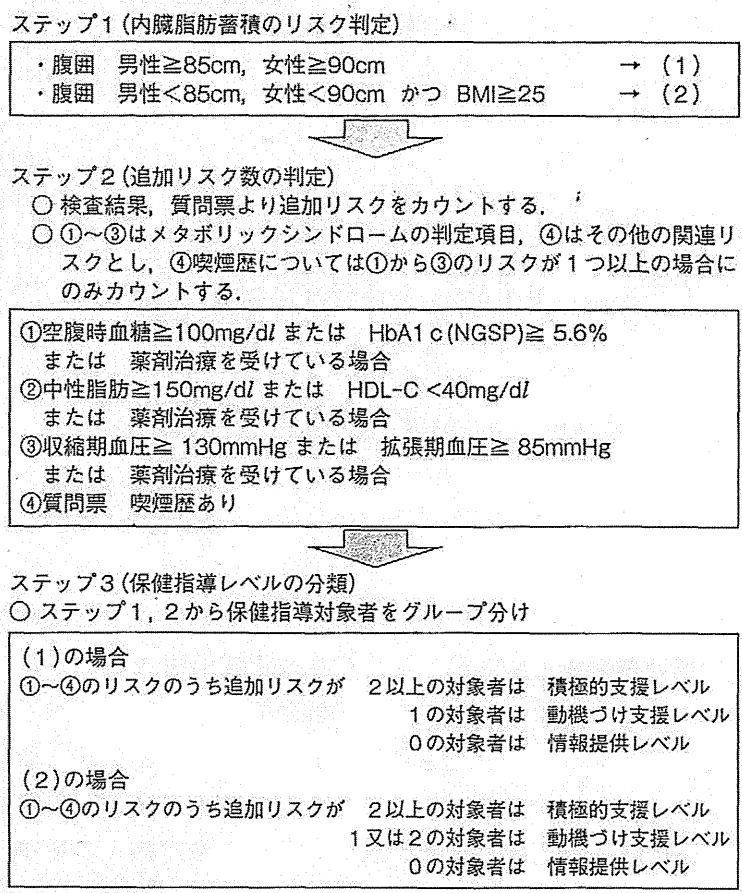 ステップ1(内臓脂肪蓄積のリスク判定)
・腹囲 男性≧85cm, 女性≧90cm → (1)
・腹囲 男性<85cm, 女性<90cm かつ BMI≧25 → (2)
ステップ2(追加リスク数の判定)
○ 検査結果, 質問票より追加リスクをカウントする.
○ ①~③はメタボリックシンドロームの判定項目, ④はその他の関連リ
スクとし, ④喫煙歴については①から③のリスクが1つ以上の場合に
のみカウントする.
①空腹時血糖≧100mg/dl または HbA1c(NGSP)≧ 5.6%
または 薬剤治療を受けている場合
②中性脂肪≧150mg/dl または HDL-C <40mg/dl
または 薬剤治療を受けている場合
③収縮期血圧≧ 130mmHg または 拡張期血圧≧ 85mmHg
または 薬剤治療を受けている場合
④質問票 喫煙歴あり
ステップ3(保健指導レベルの分類)
○ ステップ1, 2から保健指導対象者をグループ分け
(1)の場合
①~④のリスクのうち追加リスクが 2以上の対象者は 積極的支援レベル
1の対象者は 動機づけ支援レベル
0の対象者は 情報提供レベル
(2)の場合
①~④のリスクのうち追加リスクが 2以上の対象者は 積極的支援レベル
1又は2の対象者は 動機づけ支援レベル
0の対象者は 情報提供レベル